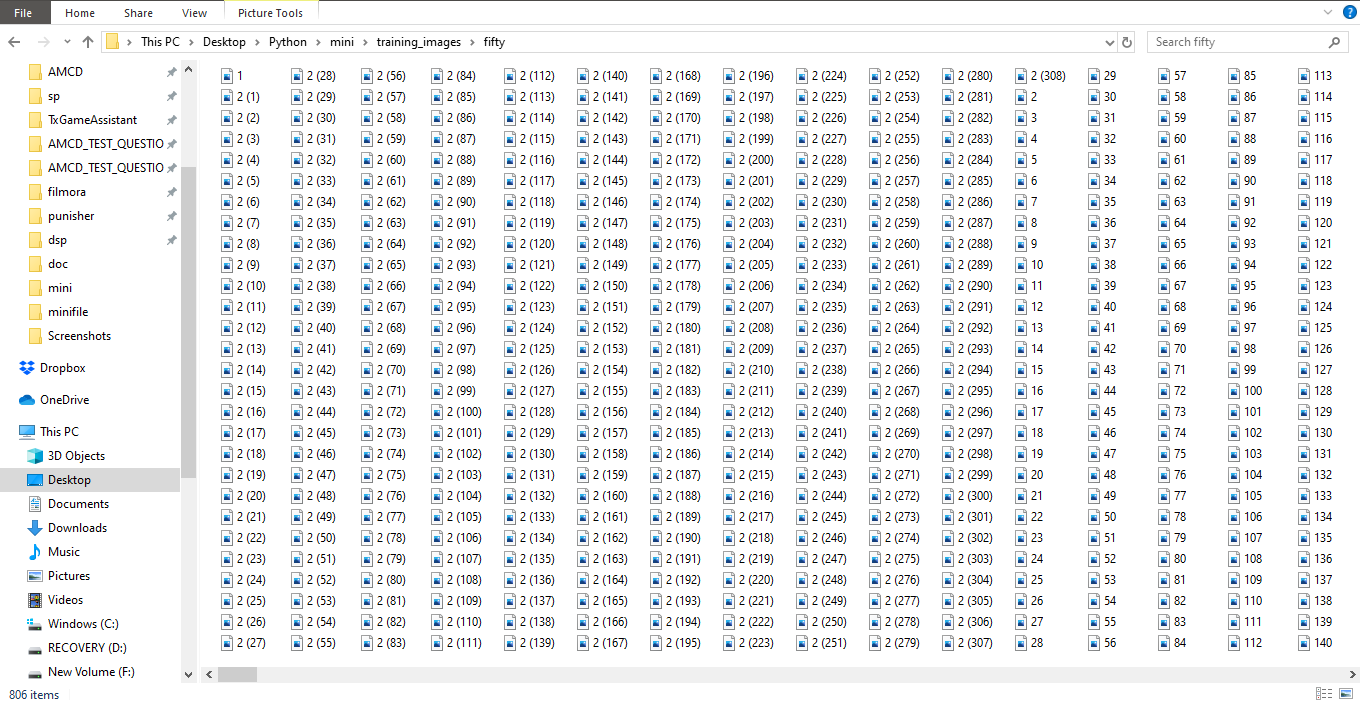 File Home Share View Picture Tools
This PC Desktop Python mini training_images fifty
Search fifty
AMCD
sp
TxGameAssistant
AMCD_TEST_QUESTIO
AMCD_TEST_QUESTIO
filmora
punisher
dsp
doc
mini
minifile
Screenshots
Dropbox
OneDrive
This PC
3D Objects
Desktop
Documents
Downloads
Music
Pictures
Videos
Windows (C:)
RECOVERY (D:)
New Volume (F:)
1 2 (28) 2 (56) 2 (84) 2 (112) 2 (140) 2 (168) 2 (196) 2 (224) 2 (252) 2 (280) 2 (308) 29 57 85 113
2 (1) 2 (29) 2 (57) 2 (85) 2 (113) 2 (141) 2 (169) 2 (197) 2 (225) 2 (253) 2 (281) 2 30 58 86 114
2 (2) 2 (30) 2 (58) 2 (86) 2 (114) 2 (142) 2 (170) 2 (198) 2 (226) 2 (254) 2 (282) 3 31 59 87 115
2 (3) 2 (31) 2 (59) 2 (87) 2 (115) 2 (143) 2 (171) 2 (199) 2 (227) 2 (255) 2 (283) 4 32 60 88 116
2 (4) 2 (32) 2 (60) 2 (88) 2 (116) 2 (144) 2 (172) 2 (200) 2 (228) 2 (256) 2 (284) 5 33 61 89 117
2 (5) 2 (33) 2 (61) 2 (89) 2 (117) 2 (145) 2 (173) 2 (201) 2 (229) 2 (257) 2 (285) 6 34 62 90 118
2 (6) 2 (34) 2 (62) 2 (90) 2 (118) 2 (146) 2 (174) 2 (202) 2 (230) 2 (258) 2 (286) 7 35 63 91 119
2 (7) 2 (35) 2 (63) 2 (91) 2 (119) 2 (147) 2 (175) 2 (203) 2 (231) 2 (259) 2 (287) 8 36 64 92 120
2 (8) 2 (36) 2 (64) 2 (92) 2 (120) 2 (148) 2 (176) 2 (204) 2 (232) 2 (260) 2 (288) 9 37 65 93 121
2 (9) 2 (37) 2 (65) 2 (93) 2 (121) 2 (149) 2 (177) 2 (205) 2 (233) 2 (261) 2 (289) 10 38 66 94 122
2 (10) 2 (38) 2 (66) 2 (94) 2 (122) 2 (150) 2 (178) 2 (206) 2 (234) 2 (262) 2 (290) 11 39 67 95 123
2 (11) 2 (39) 2 (67) 2 (95) 2 (123) 2 (151) 2 (179) 2 (207) 2 (235) 2 (263) 2 (291) 12 40 68 96 124
2 (12) 2 (40) 2 (68) 2 (96) 2 (124) 2 (152) 2 (180) 2 (208) 2 (236) 2 (264) 2 (292) 13 41 69 97 125
2 (13) 2 (41) 2 (69) 2 (97) 2 (125) 2 (153) 2 (181) 2 (209) 2 (237) 2 (265) 2 (293) 14 42 70 98 126
2 (14) 2 (42) 2 (70) 2 (98) 2 (126) 2 (154) 2 (182) 2 (210) 2 (238) 2 (266) 2 (294) 15 43 71 99 127
2 (15) 2 (43) 2 (71) 2 (99) 2 (127) 2 (155) 2 (183) 2 (211) 2 (239) 2 (267) 2 (295) 16 44 72 100 128
2 (16) 2 (44) 2 (72) 2 (100) 2 (128) 2 (156) 2 (184) 2 (212) 2 (240) 2 (268) 2 (296) 17 45 73 101 129
2 (17) 2 (45) 2 (73) 2 (101) 2 (129) 2 (157) 2 (185) 2 (213) 2 (241) 2 (269) 2 (297) 18 46 74 102 130
2 (18) 2 (46) 2 (74) 2 (102) 2 (130) 2 (158) 2 (186) 2 (214) 2 (242) 2 (270) 2 (298) 19 47 75 103 131
2 (19) 2 (47) 2 (75) 2 (103) 2 (131) 2 (159) 2 (187) 2 (215) 2 (243) 2 (271) 2 (299) 20 48 76 104 132
2 (20) 2 (48) 2 (76) 2 (104) 2 (132) 2 (160) 2 (188) 2 (216) 2 (244) 2 (272) 2 (300) 21 49 77 105 133
2 (21) 2 (49) 2 (77) 2 (105) 2 (133) 2 (161) 2 (189) 2 (217) 2 (245) 2 (273) 2 (301) 22 50 78 106 134
2 (22) 2 (50) 2 (78) 2 (106) 2 (134) 2 (162) 2 (190) 2 (218) 2 (246) 2 (274) 2 (302) 23 51 79 107 135
2 (23) 2 (51) 2 (79) 2 (107) 2 (135) 2 (163) 2 (191) 2 (219) 2 (247) 2 (275) 2 (303) 24 52 80 108 136
2 (24) 2 (52) 2 (80) 2 (108) 2 (136) 2 (164) 2 (192) 2 (220) 2 (248) 2 (276) 2 (304) 25 53 81 109 137
2 (25) 2 (53) 2 (81) 2 (109) 2 (137) 2 (165) 2 (193) 2 (221) 2 (249) 2 (277) 2 (305) 26 54 82 110 138
2 (26) 2 (54) 2 (82) 2 (110) 2 (138) 2 (166) 2 (194) 2 (222) 2 (250) 2 (278) 2 (306) 27 55 83 111 139
2 (27) 2 (55) 2 (83) 2 (111) 2 (139) 2 (167) 2 (195) 2 (223) 2 (251) 2 (279) 2 (307) 28 56 84 112 140
806 items